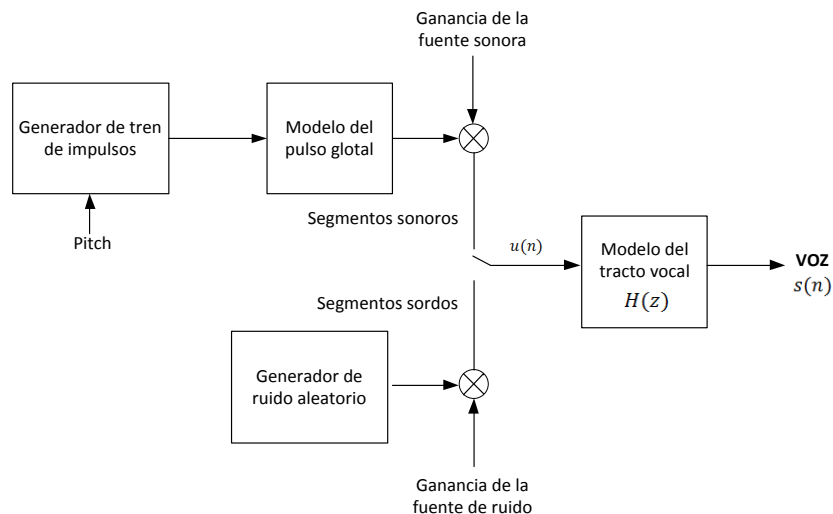 Ganancia de la
fuente sonora
Generador de tren
de impulsos
Modelo del
pulso glotal
Pitch
Segmentos sonoros
u(n)
Modelo del
tracto vocal
H(z)
VOZ
s(n)
Segmentos sordos
Generador de
ruido aleatorio
Ganancia de la
fuente de ruido